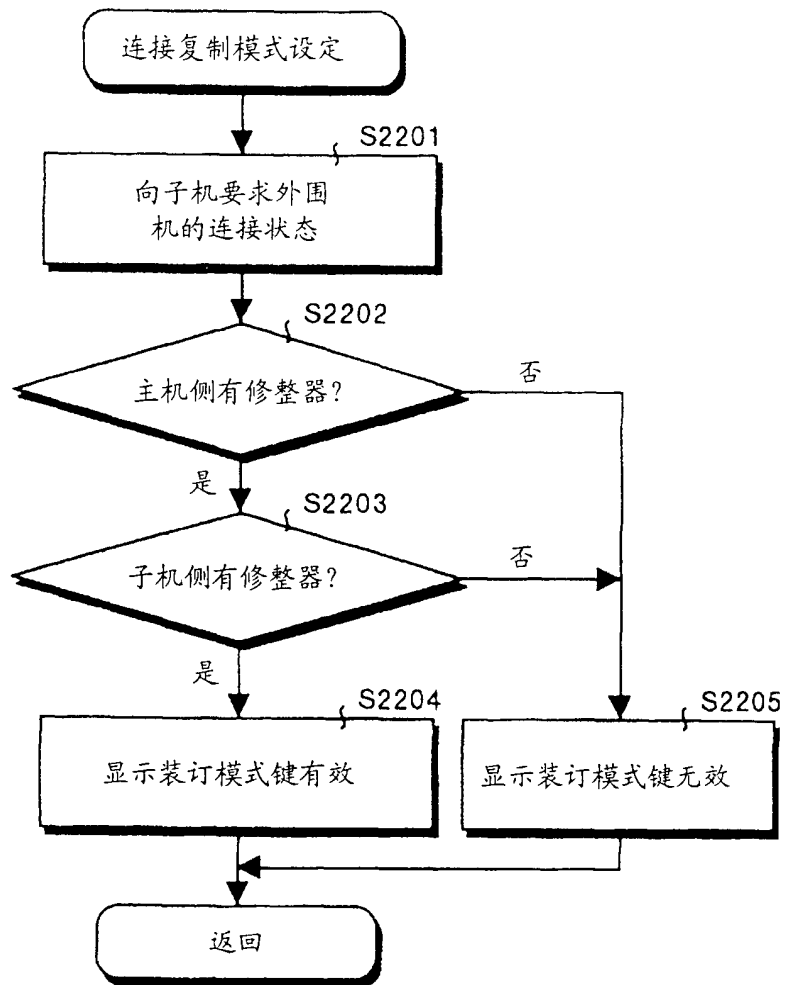 连接复制模式设定
S2201
向子机要求外围
机的连接状态
S2202
主机侧有修整器?
否
是
S2203
子机侧有修整器?
否
是
S2204
显示装订模式键有效
S2205
显示装订模式键无效
返回